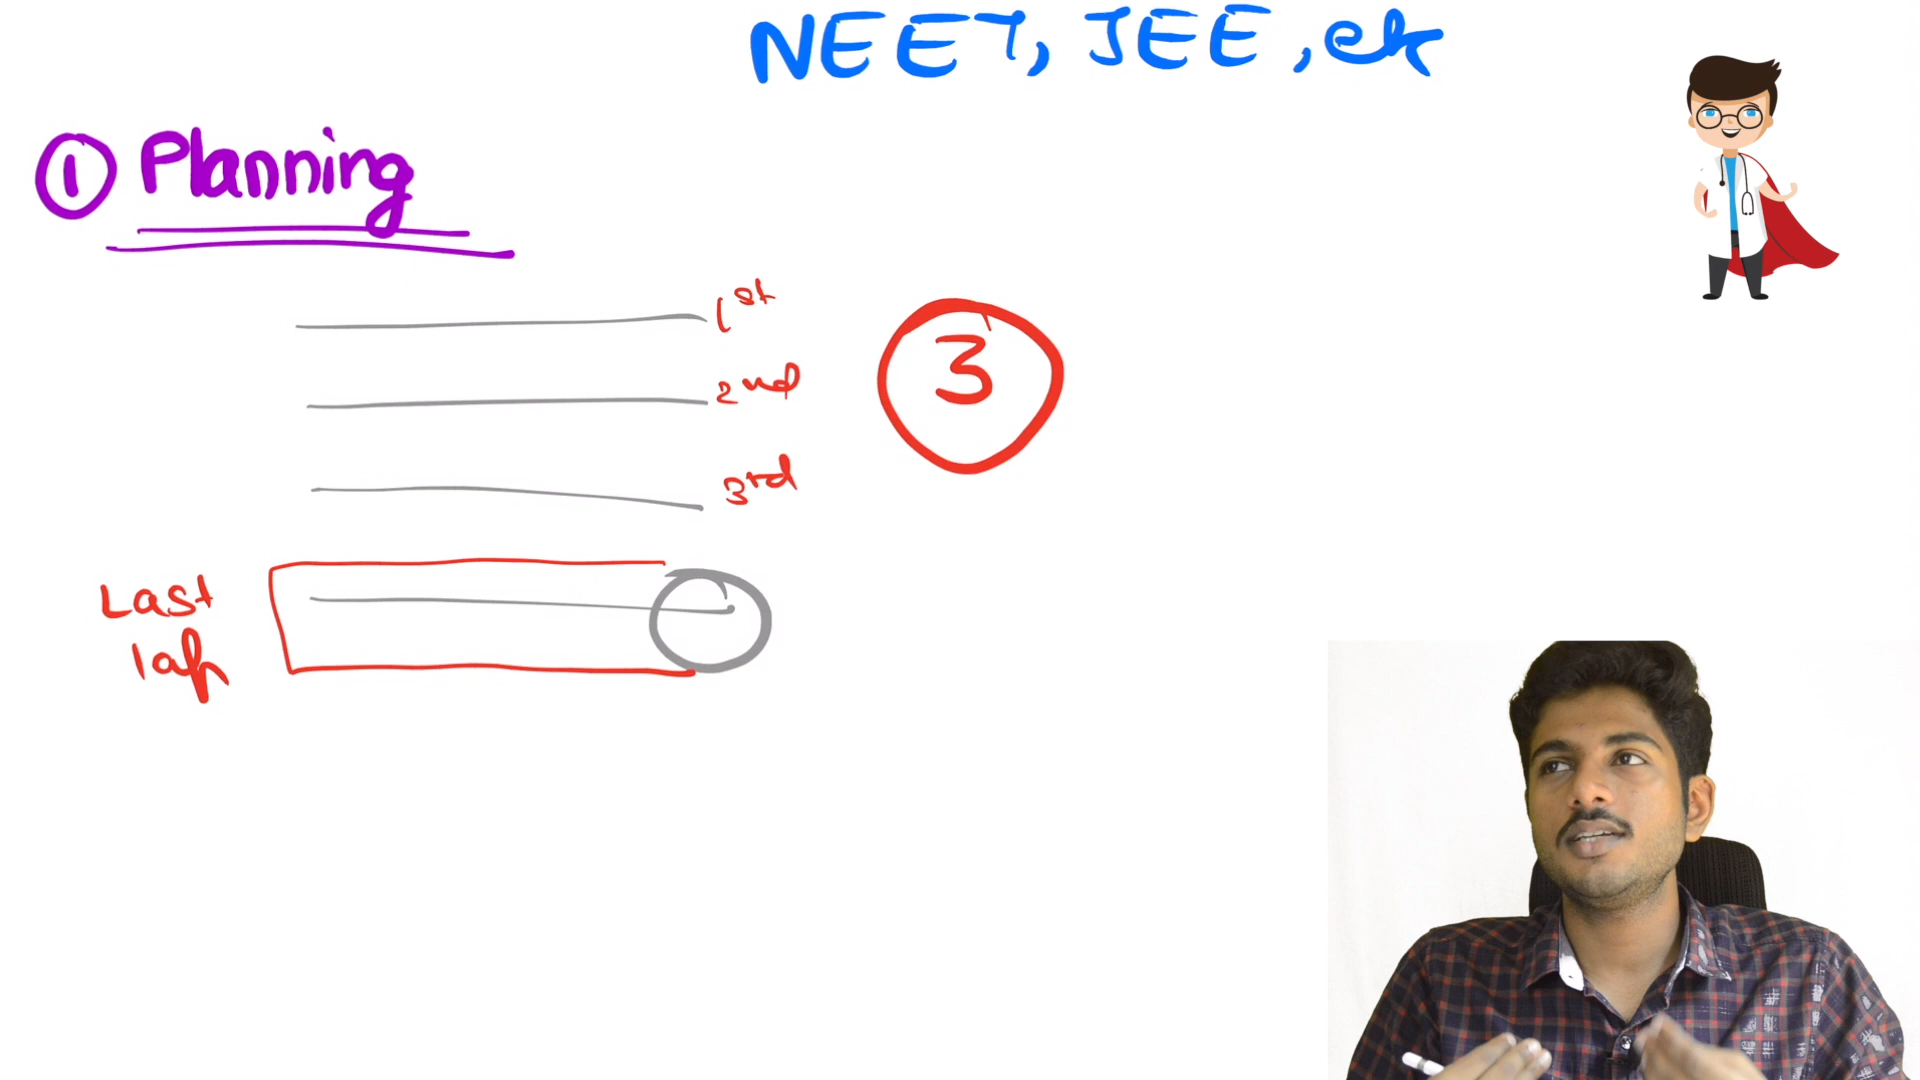 NEET, JEE, etc
① Planning
1st
2nd
3rd
3
Last
lap